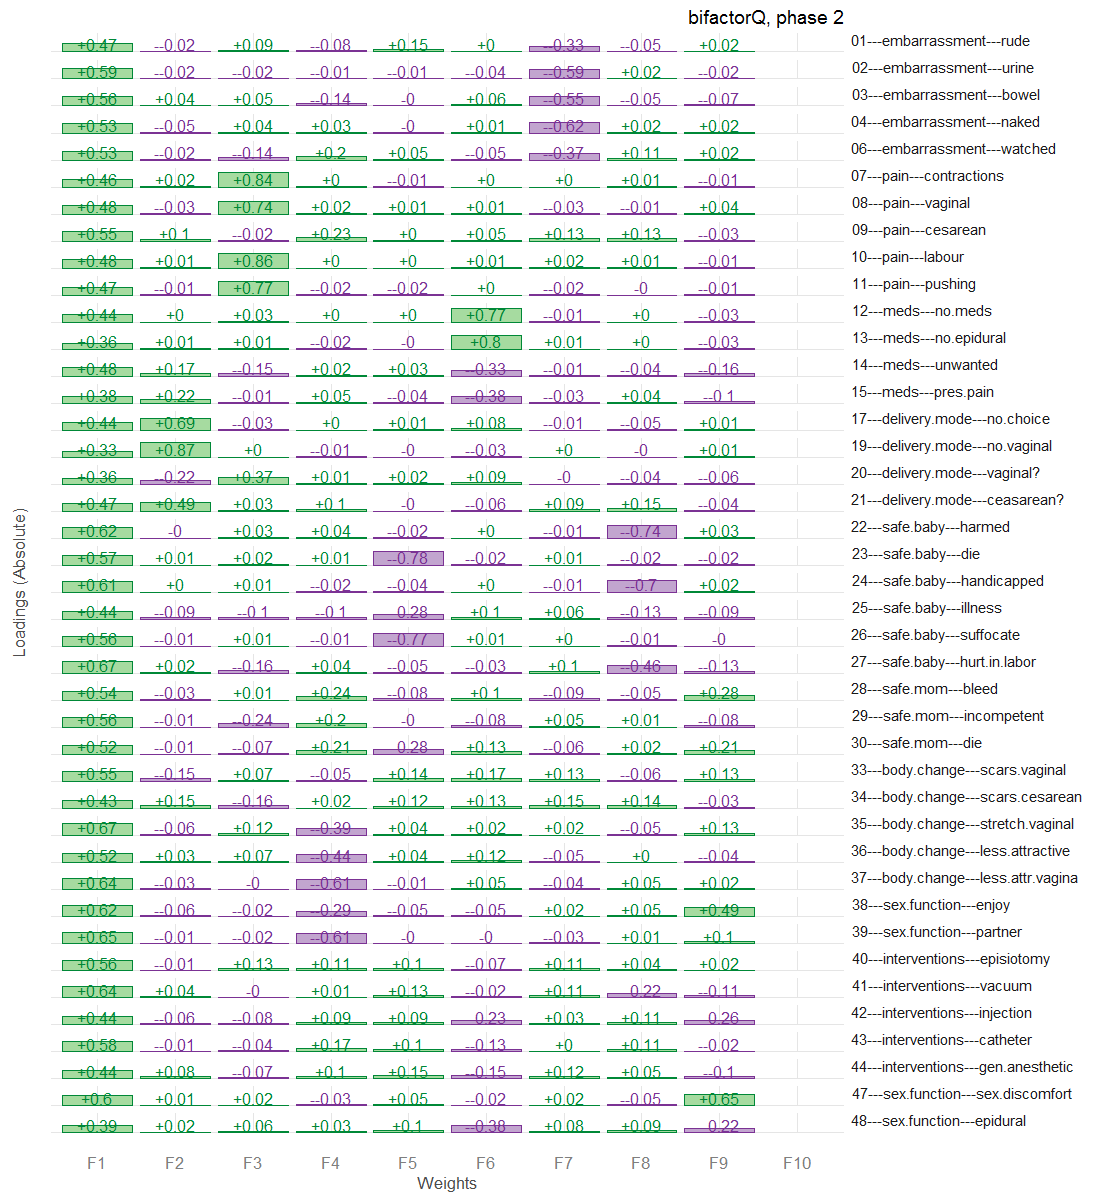 bifactorQ, phase 2
+0.47 --0.02 +0.09 --0.08 +0.15 +0 --0.33 --0.05 +0.02 01---embarrassment---rude
+0.59 --0.02 --0.02 --0.01 --0.01 --0.04 --0.59 +0.02 --0.02 02---embarrassment---urine
+0.56 +0.04 +0.05 --0.14 -0 +0.06 --0.55 --0.05 --0.07 03---embarrassment---bowel
+0.53 --0.05 +0.04 +0.03 -0 +0.01 --0.62 +0.02 +0.02 04---embarrassment---naked
+0.53 --0.02 --0.14 +0.2 +0.05 --0.05 --0.37 +0.11 +0.02 06---embarrassment---watched
+0.46 +0.02 +0.84 +0 --0.01 +0 +0 +0.01 --0.01 07---pain---contractions
+0.48 --0.03 +0.74 +0.02 +0.01 +0.01 --0.03 --0.01 +0.04 08---pain---vaginal
+0.55 +0.1 --0.02 +0.23 +0 +0.05 +0.13 +0.13 --0.03 09---pain---cesarean
+0.48 +0.01 +0.86 +0 +0 +0.01 +0.02 +0.01 --0.01 10---pain---labour
+0.47 --0.01 +0.77 --0.02 --0.02 +0 --0.02 -0 --0.01 11---pain---pushing
+0.44 +0 +0.03 +0 +0 +0.77 --0.01 +0 --0.03 12---meds---no.meds
+0.36 +0.01 +0.01 --0.02 -0 +0.8 +0.01 +0 --0.03 13---meds---no.epidural
+0.48 +0.17 --0.15 +0.02 +0.03 --0.33 --0.01 --0.04 --0.16 14---meds---unwanted
+0.38 +0.22 --0.01 +0.05 --0.04 --0.38 --0.03 +0.04 --0.1 15---meds---pres.pain
+0.44 +0.69 --0.03 +0 +0.01 +0.08 --0.01 --0.05 +0.01 17---delivery.mode---no.choice
+0.33 +0.87 +0 --0.01 -0 --0.03 +0 -0 +0.01 19---delivery.mode---no.vaginal
+0.36 --0.22 +0.37 +0.01 +0.02 +0.09 -0 --0.04 --0.06 20---delivery.mode---vaginal?
+0.47 +0.49 +0.03 +0.1 -0 --0.06 +0.09 +0.15 --0.04 21---delivery.mode---ceasarean?
+0.62 -0 +0.03 +0.04 --0.02 +0 --0.01 --0.74 +0.03 22---safe.baby---harmed
+0.57 +0.01 +0.02 +0.01 --0.78 --0.02 +0.01 --0.02 --0.02 23---safe.baby---die
+0.61 +0 +0.01 --0.02 --0.04 +0 --0.01 --0.7 +0.02 24---safe.baby---handicapped
+0.44 --0.09 --0.1 --0.1 --0.28 +0.1 +0.06 --0.13 --0.09 25---safe.baby---illness
+0.56 --0.01 +0.01 --0.01 --0.77 +0.01 +0 --0.01 -0 26---safe.baby---suffocate
+0.67 +0.02 --0.16 +0.04 --0.05 --0.03 +0.1 --0.46 --0.13 27---safe.baby---hurt.in.labor
+0.54 --0.03 +0.01 +0.24 --0.08 +0.1 --0.09 --0.05 +0.28 28---safe.mom---bleed
+0.56 --0.01 --0.24 +0.2 -0 --0.08 +0.05 +0.01 --0.08 29---safe.mom---incompetent
+0.52 --0.01 --0.07 +0.21 --0.28 +0.13 --0.06 +0.02 +0.21 30---safe.mom---die
+0.55 --0.15 +0.07 --0.05 +0.14 +0.17 +0.13 --0.06 +0.13 33---body.change---scars.vaginal
+0.43 +0.15 --0.16 +0.02 +0.12 +0.13 +0.15 +0.14 --0.03 34---body.change---scars.cesarean
+0.67 --0.06 +0.12 --0.39 +0.04 +0.02 +0.02 --0.05 +0.13 35---body.change---stretch.vaginal
+0.52 +0.03 +0.07 --0.44 +0.04 +0.12 --0.05 +0 --0.04 36---body.change---less.attractive
+0.64 --0.03 -0 --0.61 --0.01 +0.05 --0.04 +0.05 +0.02 37---body.change---less.attr.vagina
+0.62 --0.06 --0.02 --0.29 --0.05 --0.05 +0.02 +0.05 +0.49 38---sex.function---enjoy
+0.65 --0.01 --0.02 --0.61 -0 -0 --0.03 +0.01 +0.1 39---sex.function---partner
+0.56 --0.01 +0.13 +0.11 +0.1 --0.07 +0.11 +0.04 +0.02 40---interventions---episiotomy
+0.64 +0.04 -0 +0.01 +0.13 --0.02 +0.11 --0.22 --0.11 41---interventions---vacuum
+0.44 --0.06 --0.08 +0.09 +0.09 --0.23 +0.03 +0.11 --0.26 42---interventions---injection
+0.58 --0.01 --0.04 +0.17 +0.1 --0.13 +0 +0.11 --0.02 43---interventions---catheter
+0.44 +0.08 --0.07 +0.1 +0.15 --0.15 +0.12 +0.05 --0.1 44---interventions---gen.anesthetic
+0.6 +0.01 +0.02 --0.03 +0.05 --0.02 +0.02 --0.05 +0.65 47---sex.function---sex.discomfort
+0.39 +0.02 +0.06 +0.03 +0.1 --0.38 +0.08 +0.09 --0.22 48---sex.function---epidural
F1 F2 F3 F4 F5 F6 F7 F8 F9 F10
Weights
Loadings (Absolute)